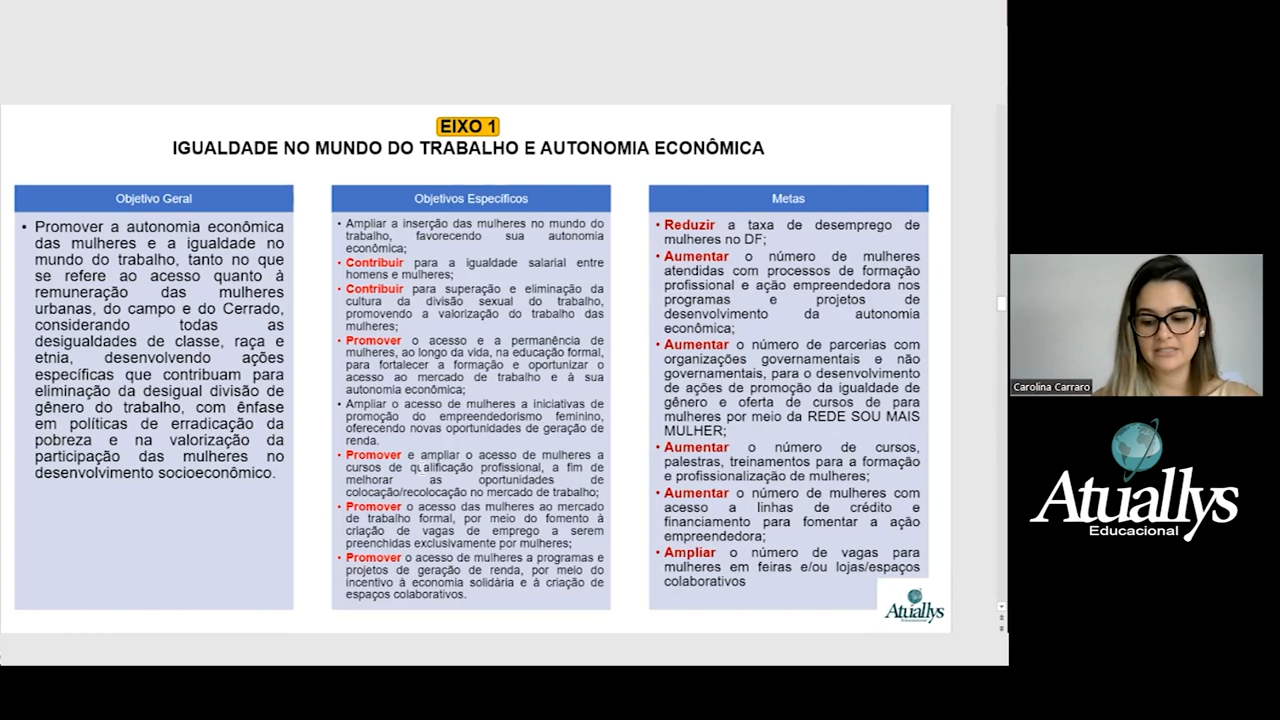 EIXO 1
IGUALDADE NO MUNDO DO TRABALHO E AUTONOMIA ECONÔMICA
Objetivo Geral
• Promover a autonomia econômica
das mulheres e a igualdade no
mundo do trabalho, tanto no que
se refere ao acesso quanto à
remuneração das mulheres
urbanas, do campo e do Cerrado,
considerando todas as
desigualdades de classe, raça e
etnia, desenvolvendo ações
específicas que contribuam para
eliminação da desigual divisão de
gênero do trabalho, com ênfase
em políticas de erradicação da
pobreza e na valorização da
participação das mulheres no
desenvolvimento socioeconômico.
Objetivos Específicos
• Ampliar a inserção das mulheres no mundo do
trabalho, favorecendo sua autonomia
econômica;
• Contribuir para a igualdade salarial entre
homens e mulheres;
• Contribuir para superação e eliminação da
cultura da divisão sexual do trabalho,
promovendo a valorização do trabalho das
mulheres;
• Promover o acesso e a permanência de
mulheres, ao longo da vida, na educação formal,
para fortalecer a formação e oportunizar o
acesso ao mercado de trabalho e à sua
autonomia econômica;
• Ampliar o acesso de mulheres a iniciativas de
promoção do empreendedorismo feminino,
oferecendo novas oportunidades de geração de
renda.
• Promover e ampliar o acesso de mulheres a
cursos de qualificação profissional, a fim de
melhorar as oportunidades de
colocação/recolocação no mercado de trabalho;
• Promover o acesso das mulheres ao mercado
de trabalho formal, por meio do fomento à
criação de vagas de emprego a serem
preenchidas exclusivamente por mulheres;
• Promover o acesso de mulheres a programas e
projetos de geração de renda, por meio do
incentivo à economia solidária e à criação de
espaços colaborativos.
Metas
• Reduzir a taxa de desemprego de
mulheres no DF;
• Aumentar o número de mulheres
atendidas com processos de formação
profissional e ação empreendedora nos
programas e projetos de
desenvolvimento da autonomia
econômica;
• Aumentar o número de parcerias com
organizações governamentais e não
governamentais, para o desenvolvimento
de ações de promoção da igualdade de
gênero e oferta de cursos de para
mulheres por meio da REDE SOU MAIS
MULHER;
• Aumentar o número de cursos,
palestras, treinamentos para a formação
e profissionalização de mulheres;
• Aumentar o número de mulheres com
acesso a linhas de crédito e
financiamento para fomentar a ação
empreendedora;
• Ampliar o número de vagas para
mulheres em feiras e/ou lojas/espaços
colaborativos
Atuallys
Educacional
Carolina Carraro
Atuallys
Educacional